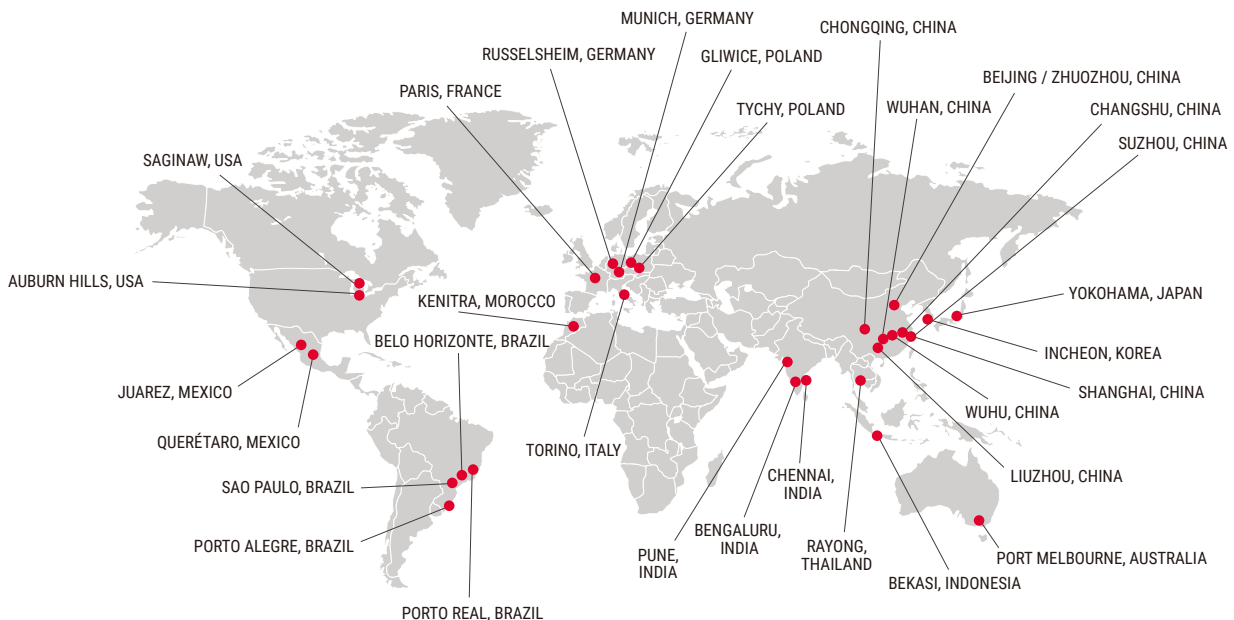 MUNICH, GERMANY
CHONGQING, CHINA
RUSSELSHEIM, GERMANY
GLIWICE, POLAND
BEIJING / ZHUOZHOU, CHINA
PARIS, FRANCE
TYCHY, POLAND
WUHAN, CHINA
CHANGSHU, CHINA
SUZHOU, CHINA
SAGINAW, USA
AUBURN HILLS, USA
KENITRA, MOROCCO
YOKOHAMA, JAPAN
BELO HORIZONTE, BRAZIL
INCHEON, KOREA
JUAREZ, MEXICO
SHANGHAI, CHINA
WUHU, CHINA
QUERÉTARO, MEXICO
TORINO, ITALY
CHENNAI,
INDIA
LIUZHOU, CHINA
SAO PAULO, BRAZIL
BENGALURU,
INDIA
PORTO ALEGRE, BRAZIL
PUNE,
INDIA
RAYONG,
THAILAND
PORT MELBOURNE, AUSTRALIA
BEKASI, INDONESIA
PORTO REAL, BRAZIL